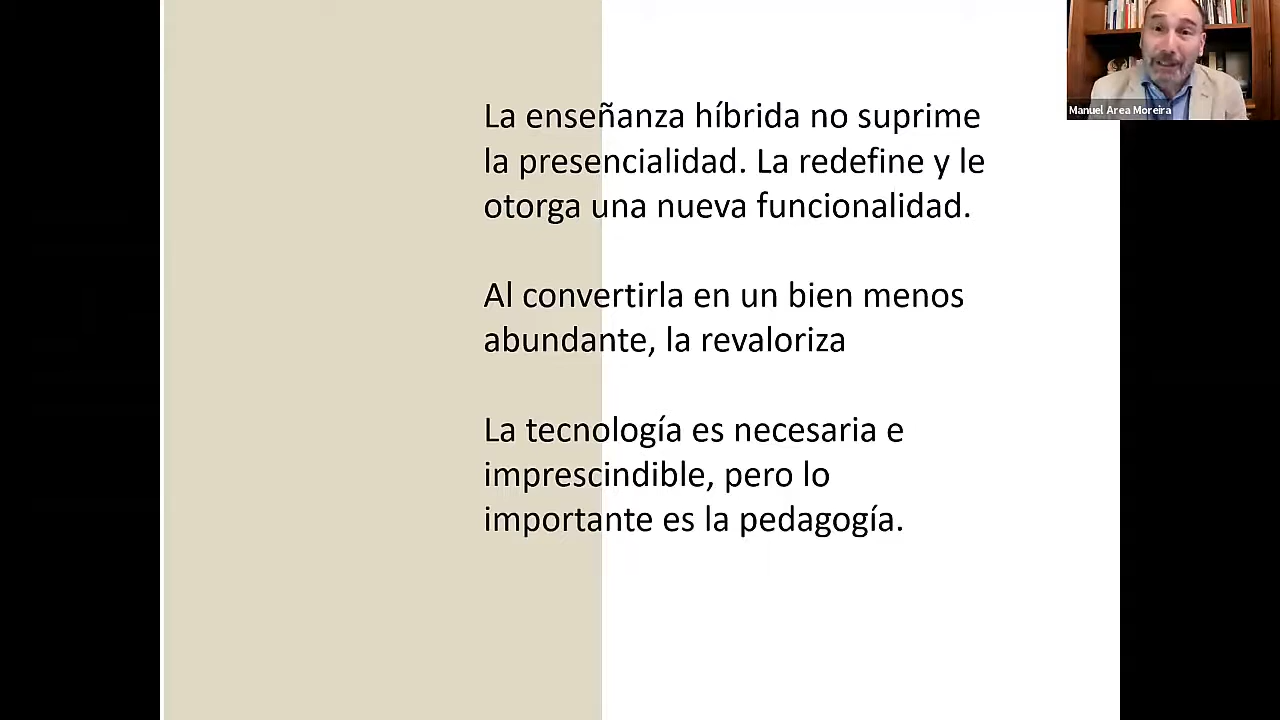 La enseñanza híbrida no suprime
la presencialidad. La redefine y le
otorga una nueva funcionalidad.
Al convertirla en un bien menos
abundante, la revaloriza
La tecnología es necesaria e
imprescindible, pero lo
importante es la pedagogía.
Manuel Area Moreira